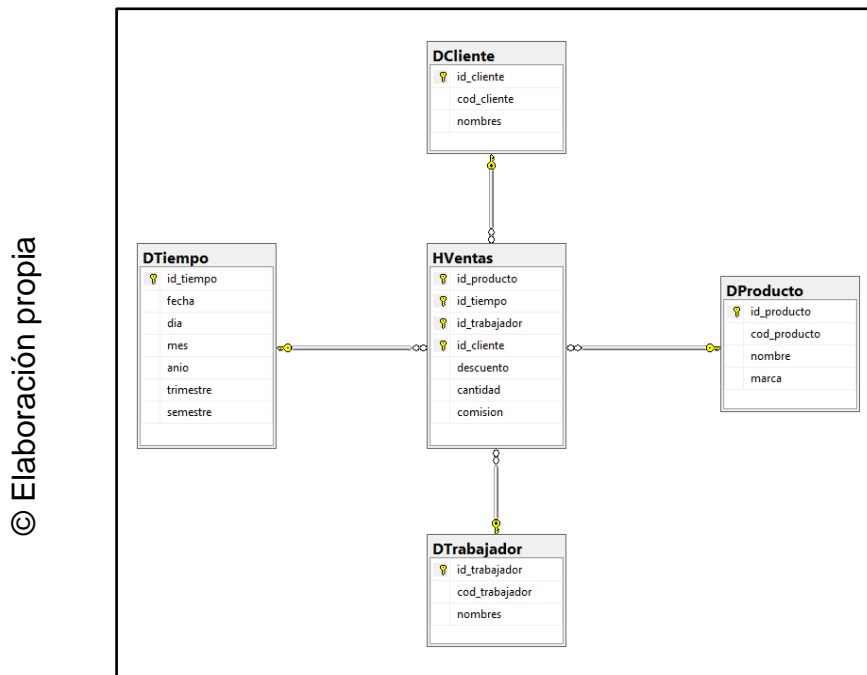 © Elaboración propia
DCliente
id_cliente
cod_cliente
nombres
DTiempo
id_tiempo
fecha
dia
mes
anio
trimestre
semestre
HVentas
id_producto
id_tiempo
id_trabajador
id_cliente
descuento
cantidad
comision
DProducto
id_producto
cod_producto
nombre
marca
DTrabajador
id_trabajador
cod_trabajador
nombres